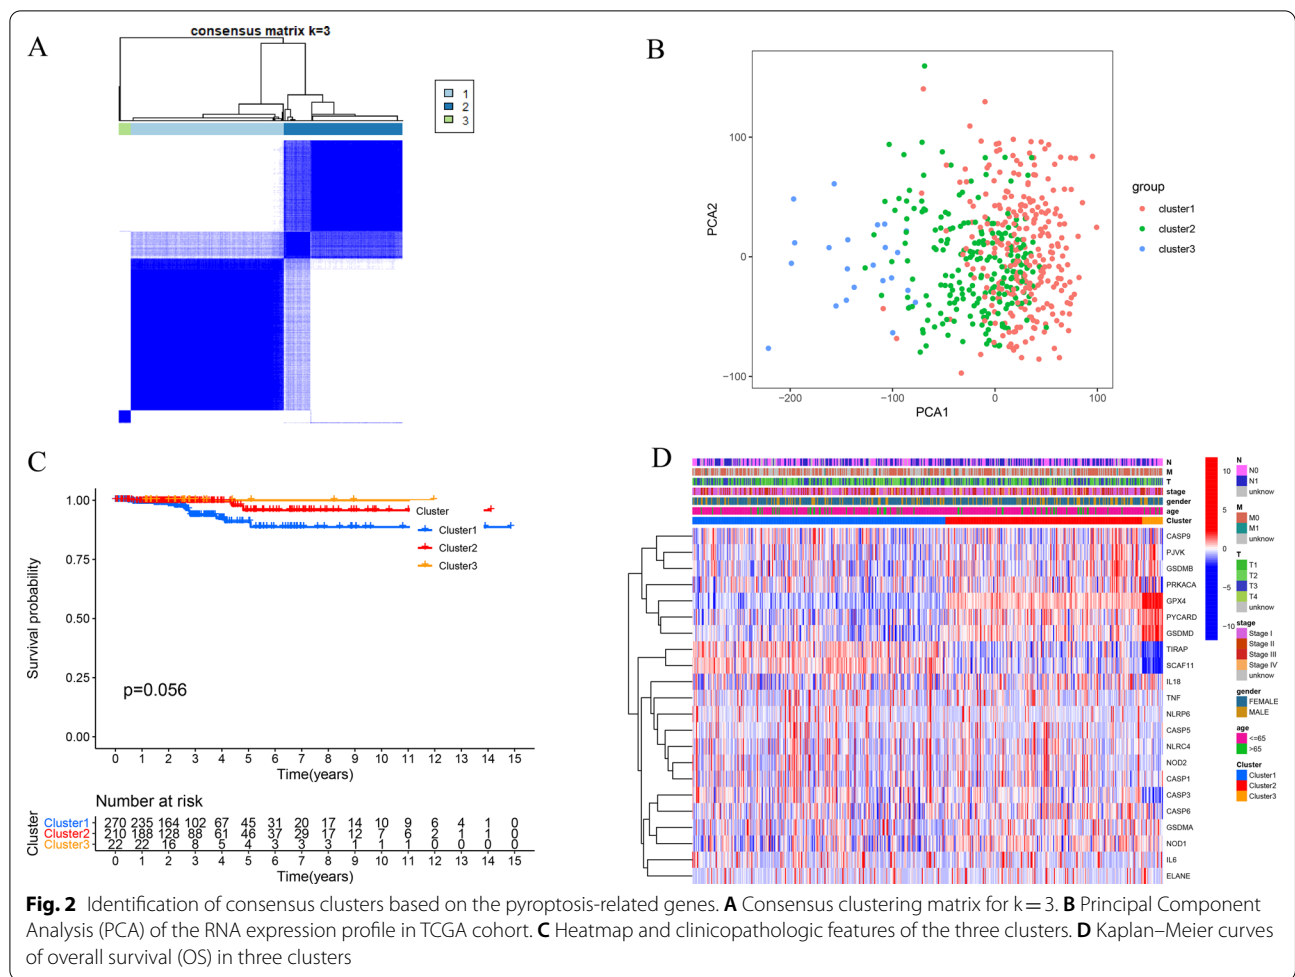 A
consensus matrix k=3
1
2
3
B
100
0
−100
PCA2
−200
−100
0
100
PCA1
group
cluster1
cluster2
cluster3
C
1.00
0.75
0.50
0.25
0.00
Survival probability
p=0.056
Cluster
Cluster1
Cluster2
Cluster3
0 1 2 3 4 5 6 7 8 9 10 11 12 13 14 15
Time(years)
Number at risk
Cluster
Cluster1 270 235 164 102 67 45 31 20 17 14 10 9 6 4 1 0
Cluster2 210 188 128 88 61 46 37 29 17 12 7 6 2 1 1 0
Cluster3 22 22 16 8 5 4 3 3 3 1 1 1 0 0 0 0
0 1 2 3 4 5 6 7 8 9 10 11 12 13 14 15
Time(years)
D
N
M
T
stage
gender
age
Cluster
CASP9
PJVK
GSDMB
PRKACA
GPX4
PYCARD
GSDMD
TIRAP
SCAF11
IL18
TNF
NLRP6
CASP5
NLRC4
NOD2
CASP1
CASP3
CASP6
GSDMA
NOD1
IL6
ELANE
10
5
0
−5
−10
N
N0
N1
unknow
M
M0
M1
unknow
T
T1
T2
T3
T4
unknow
stage
Stage I
Stage II
Stage III
Stage IV
unknow
gender
FEMALE
MALE
age
<=65
>65
Cluster
Cluster1
Cluster2
Cluster3
Fig. 2 Identification of consensus clusters based on the pyroptosis-related genes. A Consensus clustering matrix for k = 3. B Principal Component
Analysis (PCA) of the RNA expression profile in TCGA cohort. C Heatmap and clinicopathologic features of the three clusters. D Kaplan–Meier curves
of overall survival (OS) in three clusters